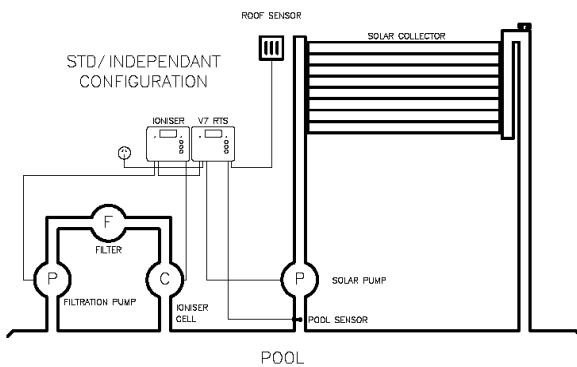 ROOF SENSOR
SOLAR COLLECTOR
STD/INDEPENDANT
CONFIGURATION
IONISER
V7 RTS
F
FILTER
P
C
P
SOLAR PUMP
FILTRATION PUMP
IONISER
CELL
POOL SENSOR
POOL